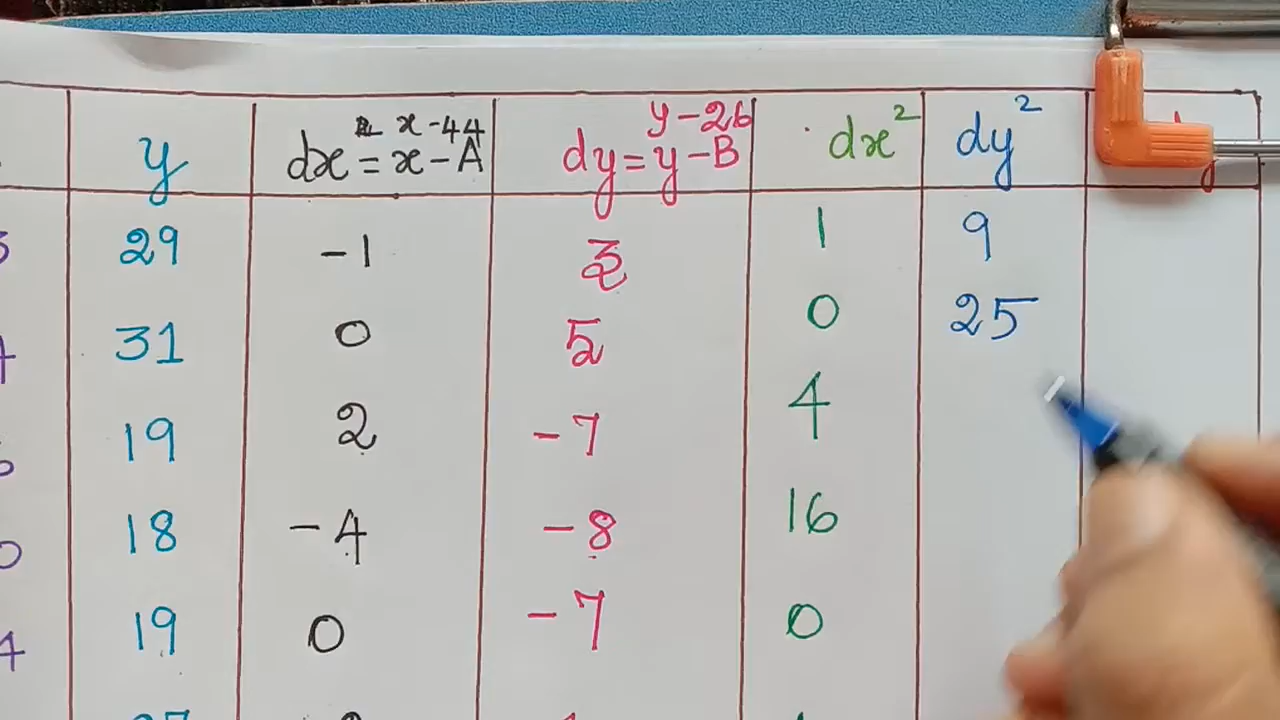 y dx = x - A x - 44 dy = y - B y - 26 dx² dy²
29 -1 3 1 9
31 0 5 0 25
19 2 -7 4
18 -4 -8 16
19 0 -7 0